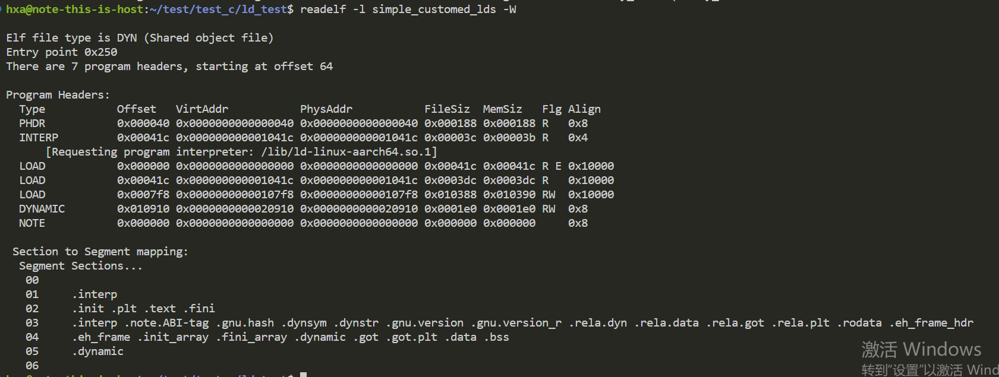 hxa@note-this-is-host:~/test/test_c/ld_test$ readelf -l simple_customed_lds -W
Elf file type is DYN (Shared object file)
Entry point 0x250
There are 7 program headers, starting at offset 64
Program Headers:
Type Offset VirtAddr PhysAddr FileSiz MemSiz Flg Align
PHDR 0x000040 0x0000000000000040 0x0000000000000040 0x000188 0x000188 R 0x8
INTERP 0x00041c 0x000000000001041c 0x000000000001041c 0x00003c 0x00003b R 0x4
[Requesting program interpreter: /lib/ld-linux-aarch64.so.1]
LOAD 0x000000 0x0000000000000000 0x0000000000000000 0x00041c 0x00041c R E 0x10000
LOAD 0x00041c 0x000000000001041c 0x000000000001041c 0x0003dc 0x0003dc R 0x10000
LOAD 0x0007f8 0x00000000000107f8 0x00000000000107f8 0x010388 0x010390 RW 0x10000
DYNAMIC 0x010910 0x0000000000020910 0x0000000000020910 0x0001e0 0x0001e0 RW 0x8
NOTE 0x000000 0x0000000000000000 0x0000000000000000 0x000000 0x000000 0x8
Section to Segment mapping:
Segment Sections...
00
01 .interp
02 .init .plt .text .fini
03 .interp .note.ABI-tag .gnu.hash .dynsym .dynstr .gnu.version .gnu.version_r .rela.dyn .rela.data .rela.got .rela.plt .rodata .eh_frame_hdr
04 .eh_frame .init_array .fini_array .dynamic .got .got.plt .data .bss
05 .dynamic
06
激活 Windows
转到"设置"以激活 Wind